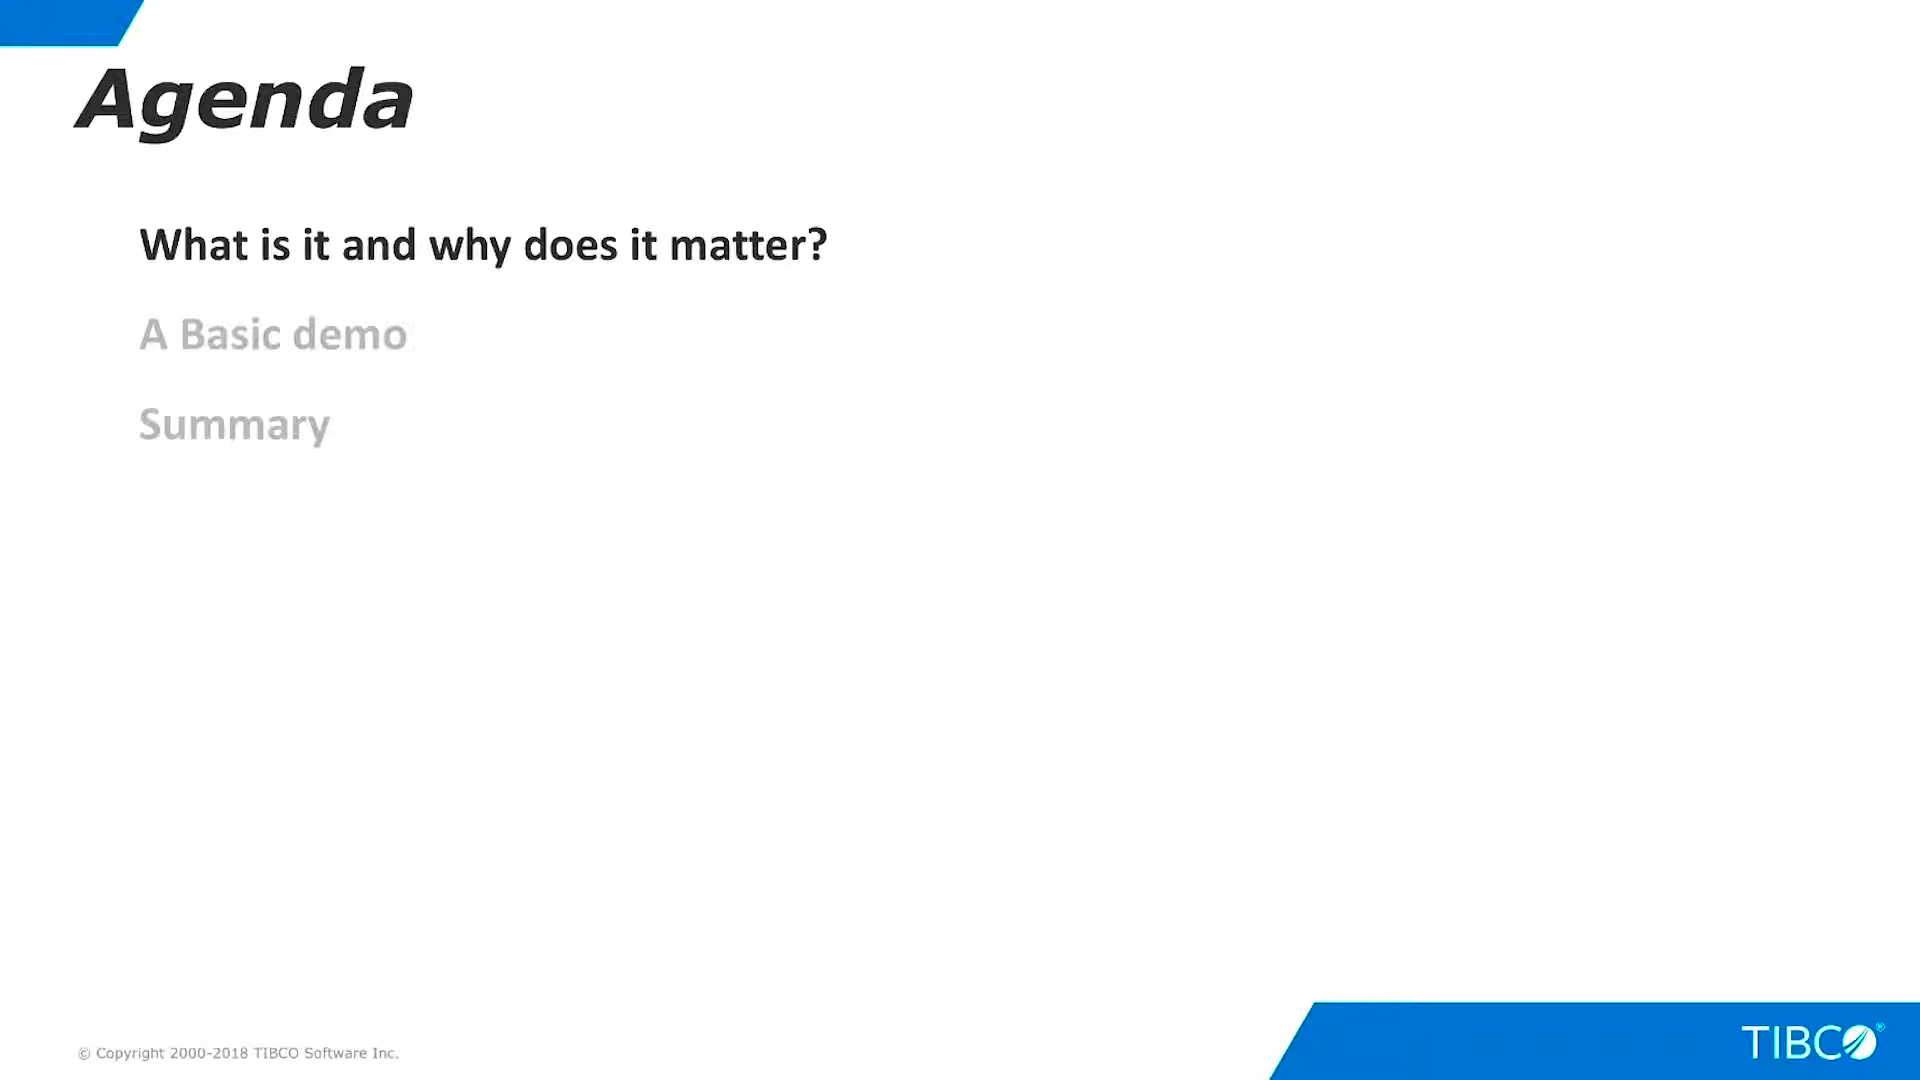 Agenda
What is it and why does it matter?
A Basic demo
Summary
© Copyright 2000-2018 TIBCO Software Inc.
TIBCO®